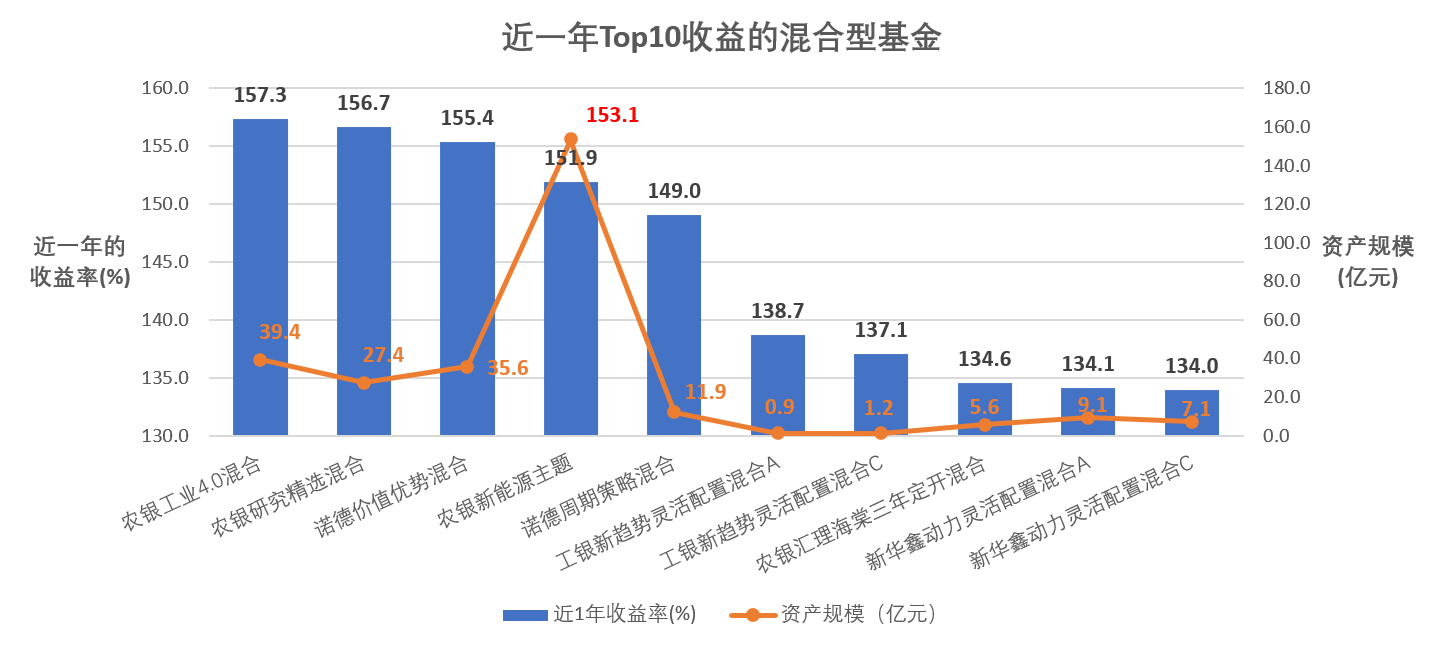 近一年Top10收益的混合型基金
160.0
155.0
150.0
145.0
140.0
135.0
130.0
近一年的
收益率(%)
157.3
156.7
155.4
151.9
149.0
138.7
137.1
134.6
134.1
134.0
39.4
27.4
35.6
153.1
11.9
0.9
1.2
5.6
9.1
7.1
180.0
160.0
140.0
120.0
100.0
80.0
60.0
40.0
20.0
0.0
资产规模
(亿元)
农银工业4.0混合
农银研究精选混合
诺德价值优势混合
农银新能源主题
诺德周期策略混合
工银新趋势灵活配置混合A
工银新趋势灵活配置混合C
农银汇理海棠三年定开混合
新华鑫动力灵活配置混合A
新华鑫动力灵活配置混合C
近1年收益率(%)
资产规模（亿元）